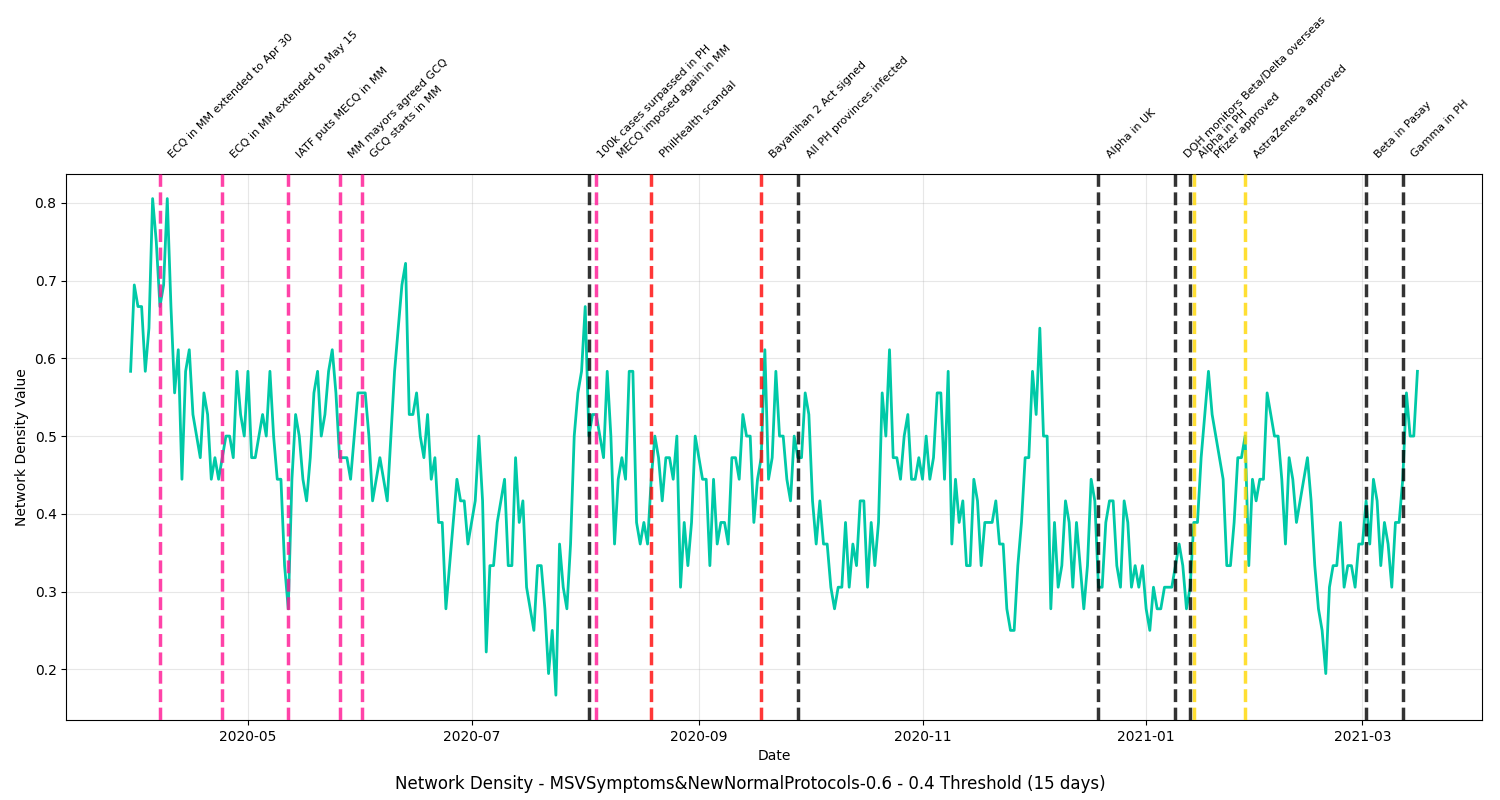 ECQ in MM extended to Apr 30
ECQ in MM extended to May 15
IATF puts MECQ in MM
MM mayors agreed GCQ
GCQ starts in MM
100k cases surpassed in PH
MECQ imposed again in MM
PhilHealth scandal
Bayanihan 2 Act signed
All PH provinces infected
Alpha in UK
DOH monitors Beta/Delta overseas
Alpha in PH
Pfizer approved
AstraZeneca approved
Beta in Pasay
Gamma in PH
Network Density Value
0.8
0.7
0.6
0.5
0.4
0.3
0.2
2020-05
2020-07
2020-09
2020-11
2021-01
2021-03
Date
Network Density - MSVSymptoms&NewNormalProtocols-0.6 - 0.4 Threshold (15 days)